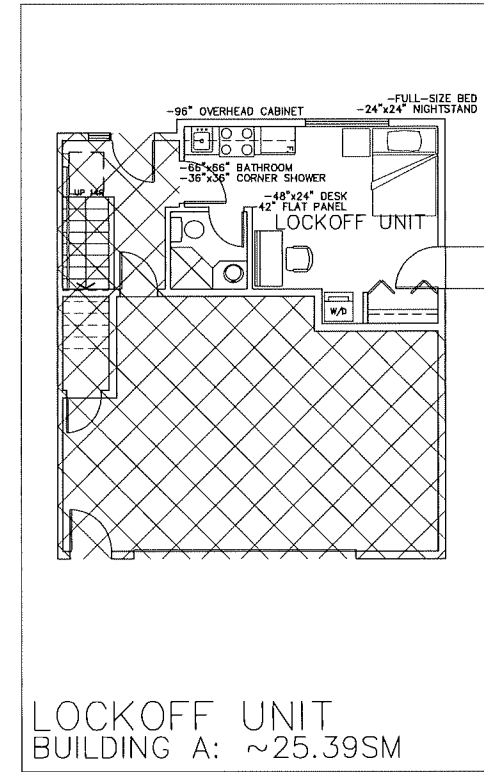 -FULL-SIZE BED
-96" OVERHEAD CABINET
-24"x24" NIGHTSTAND
F
-66"x66" BATHROOM
-36"x36" CORNER SHOWER
UP 14R
-48"x24" DESK
42" FLAT PANEL
LOCKOFF UNIT
W/D
LOCKOFF UNIT
BUILDING A: ~25.39SM